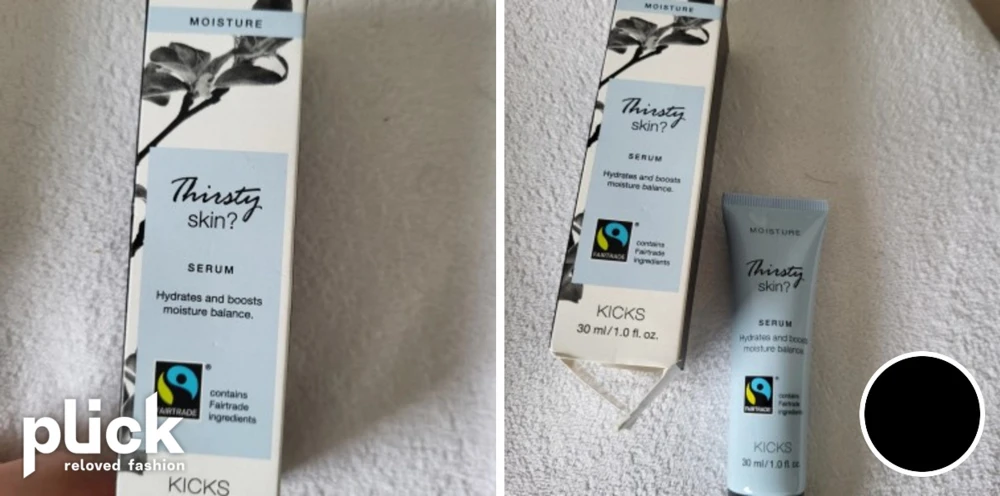 MOISTURE
Thirsty
skin?
SERUM
Hydrates and boosts
moisture balance.
®
FAIRTRADE
contains
Fairtrade
ingredients
KICKS
plick
reloved fashion
MOISTURE
Thirsty
skin?
SERUM
Hydrates and boosts
moisture balance.
®
FAIRTRADE
contains
Fairtrade
ingredients
KICKS
30 ml/1.0 fl. oz.
MOISTURE
Thirsty
skin?
SERUM
Hydrates and boosts
moisture balance.
FAIRTRADE
contains
Fairtrade
ingredients
KICKS
30 ml/1.0 fl. oz.